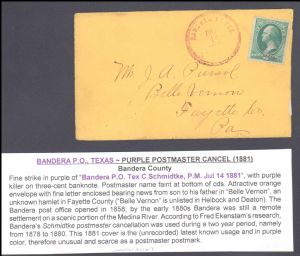 Mr. J. A. Piersol
Belle Vernon
Fayette Co
Pa.
BANDERA P.O., TEXAS ~ PURPLE POSTMASTER CANCEL (1881)
Bandera County
Fine strike in purple of "Bandera P.O. Tex C Schmidtke, P.M. Jul 14 1881", with purple
killer on three-cent banknote. Postmaster name faint at bottom of cds. Attractive orange
envelope with fine letter enclosed bearing news from son to his father in "Belle Vernon", an
unknown hamlet in Fayette County ("Belle Vernon" is unlisted in Helbock and Deaton). The
Bandera post office opened in 1858; by the early 1880s Bandera was still a remote
settlement on a scenic portion of the Medina River. According to Fred Ekenstam's research,
Bandera's Schmidtke postmaster cancellation was used during a two year period, namely
from 1878 to 1880. This 1881 cover is the (unrecorded) latest known usage and in purple
color, therefore unusual and scarce as a postmaster postmark.